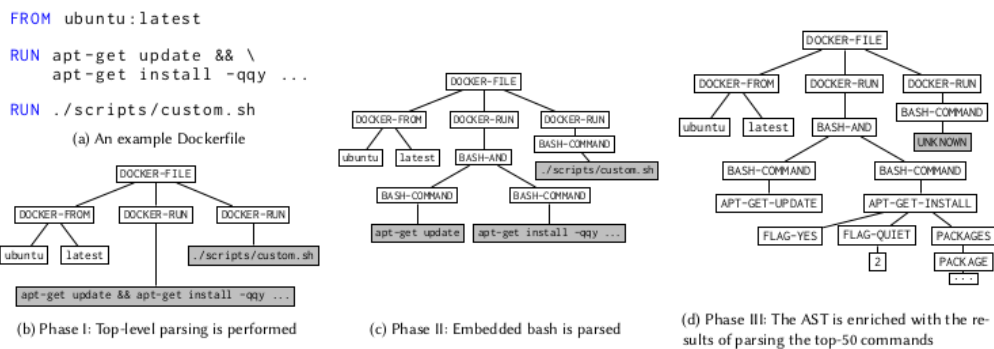 FROM ubuntu:latest
RUN apt-get update && \
apt-get install -qqy ...
RUN ./scripts/custom.sh
(a) An example Dockerfile
DOCKER-FILE
DOCKER-FROM DOCKER-RUN DOCKER-RUN
ubuntu latest ./scripts/custom.sh
apt-get update && apt-get install -qqy ...
(b) Phase I: Top-level parsing is performed
DOCKER-FILE
DOCKER-FROM DOCKER-RUN DOCKER-RUN
BASH-COMMAND
ubuntu latest BASH-AND
./scripts/custom.sh
BASH-COMMAND BASH-COMMAND
apt-get update apt-get install -qqy ...
(c) Phase II: Embedded bash is parsed
DOCKER-FILE
DOCKER-FROM DOCKER-RUN DOCKER-RUN
BASH-COMMAND
ubuntu latest BASH-AND
UNKNOWN
BASH-COMMAND BASH-COMMAND
APT-GET-UPDATE APT-GET-INSTALL
FLAG-YES FLAG-QUIET PACKAGES
2 PACKAGE
...
(d) Phase III: The AST is enriched with the re-
sults of parsing the top-50 commands